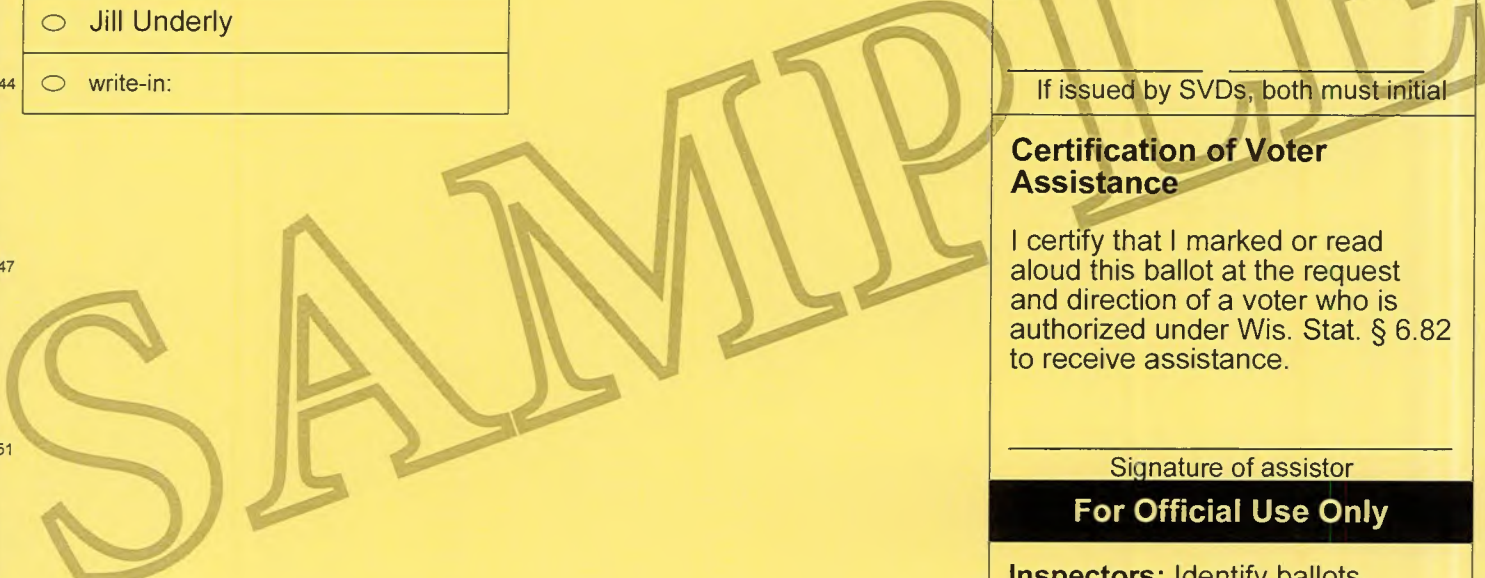 Jill Underly
44
write-in:
47
51
SAMPLE
If issued by SVDs, both must initial
Certification of Voter
Assistance
I certify that I marked or read
aloud this ballot at the request
and direction of a voter who is
authorized under Wis. Stat. § 6.82
to receive assistance.
Signature of assistor
For Official Use Only
Inspectors: Identify ballots